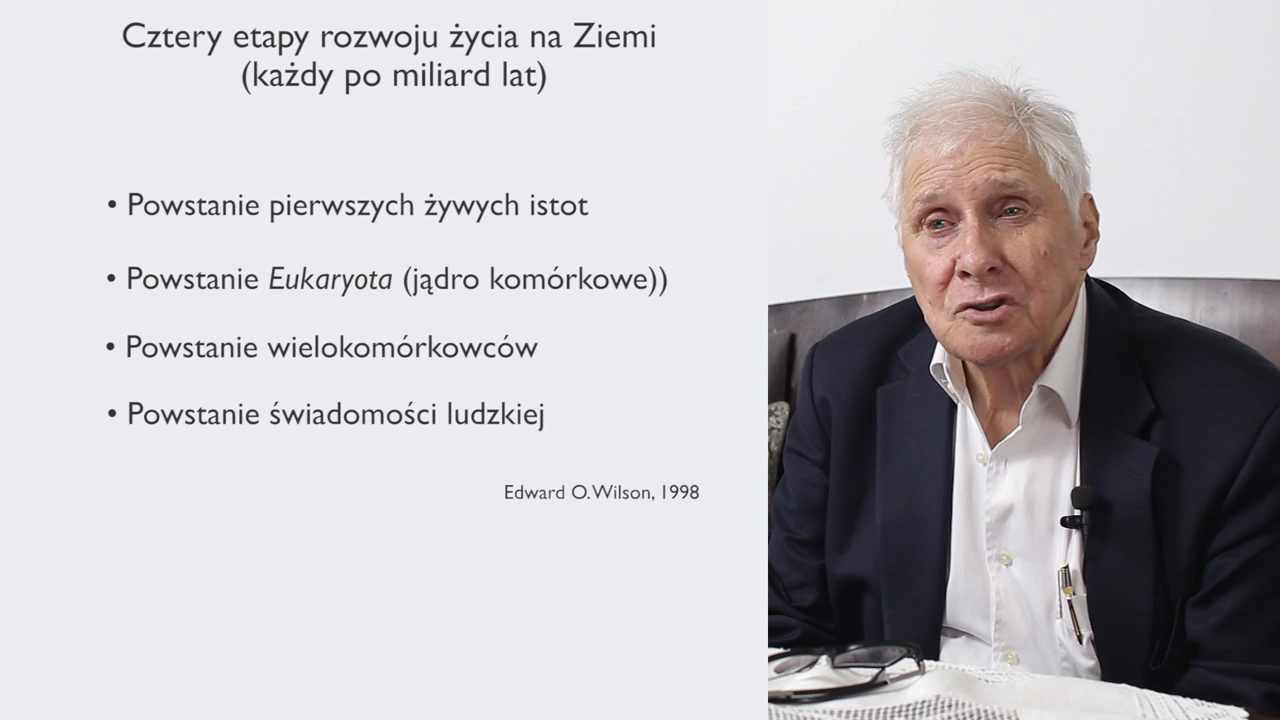 Cztery etapy rozwoju życia na Ziemi
(każdy po miliard lat)
• Powstanie pierwszych żywych istot
• Powstanie Eukaryota (jądro komórkowe))
• Powstanie wielokomórkowców
• Powstanie świadomości ludzkiej
Edward O. Wilson, 1998